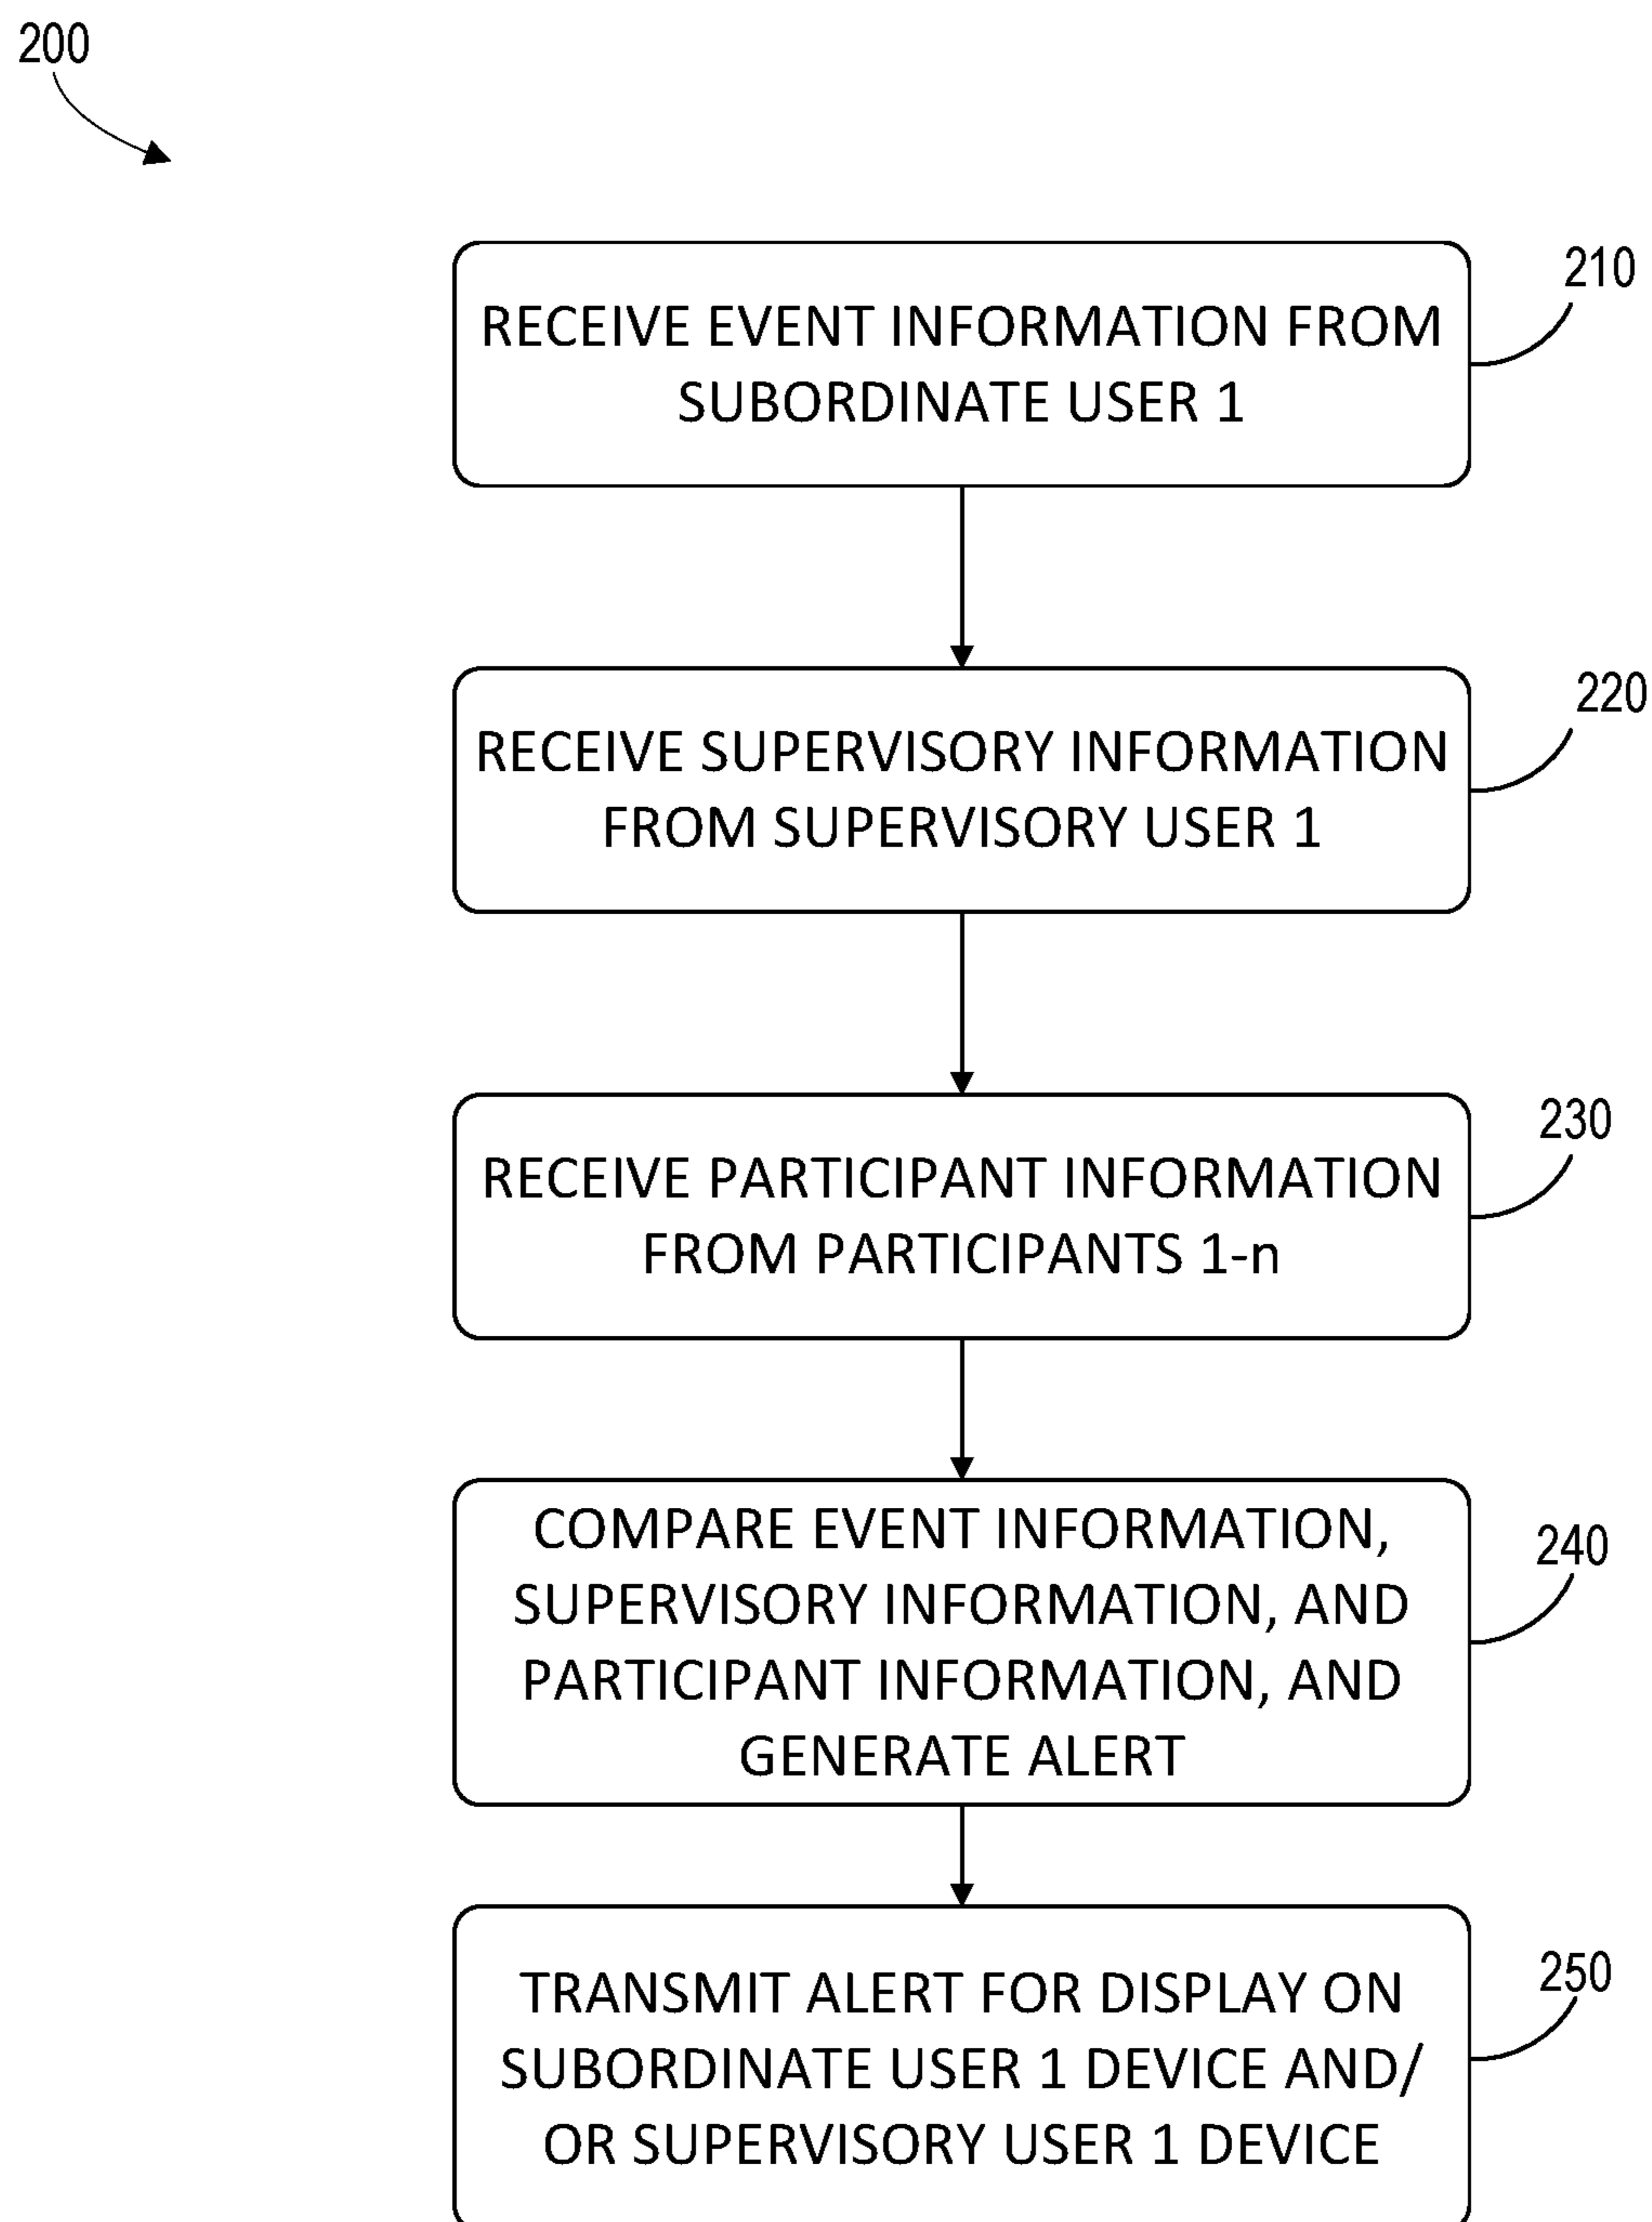 200
210
RECEIVE EVENT INFORMATION FROM
SUBORDINATE USER 1
220
RECEIVE SUPERVISORY INFORMATION
FROM SUPERVISORY USER 1
230
RECEIVE PARTICIPANT INFORMATION
FROM PARTICIPANTS 1-n
240
COMPARE EVENT INFORMATION,
SUPERVISORY INFORMATION, AND
PARTICIPANT INFORMATION, AND
GENERATE ALERT
250
TRANSMIT ALERT FOR DISPLAY ON
SUBORDINATE USER 1 DEVICE AND/
OR SUPERVISORY USER 1 DEVICE